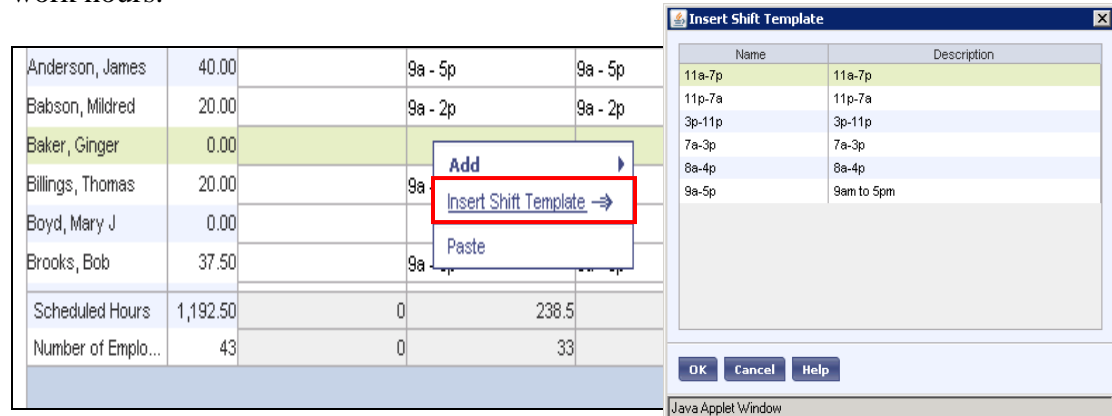 work hours.
Anderson, James 40.00 9a - 5p 9a - 5p
Babson, Mildred 20.00 9a - 2p 9a - 2p
Baker, Ginger 0.00
Billings, Thomas 20.00 9a
Boyd, Mary J 0.00
Brooks, Bob 37.50 9a
Scheduled Hours 1,192.50 0 238.5
Number of Emplo... 43 0 33
Add
Insert Shift Template
Paste
Insert Shift Template
Name Description
11a-7p 11a-7p
11p-7a 11p-7a
3p-11p 3p-11p
7a-3p 7a-3p
8a-4p 8a-4p
9a-5p 9am to 5pm
OK Cancel Help
Java Applet Window